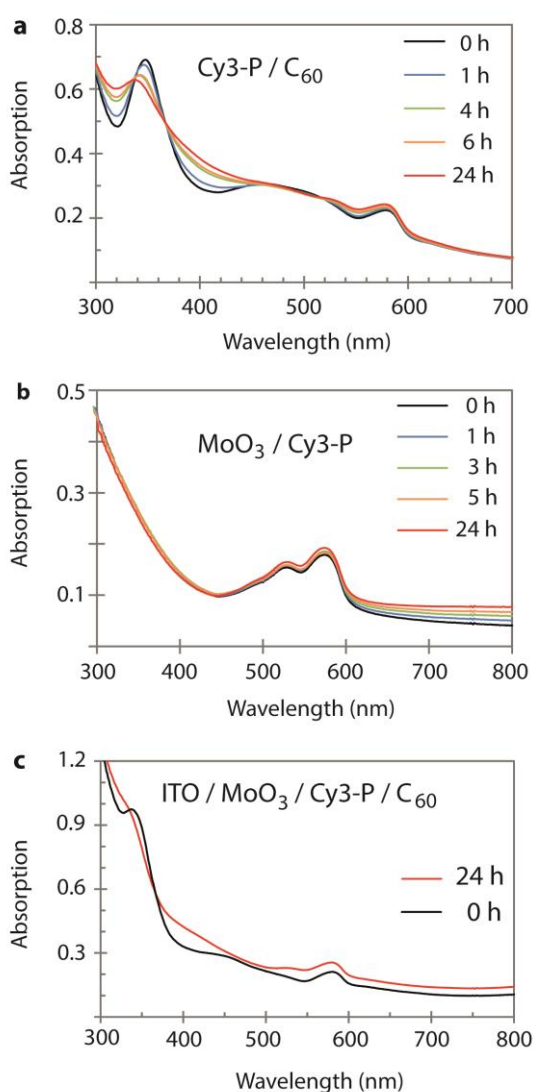 a
0.8
0.6
0.4
0.2
Absorption
Cy3-P / C60
0 h
1 h
4 h
6 h
24 h
300 400 500 600 700
Wavelength (nm)
b
0.5
0.3
0.1
Absorption
MoO3 / Cy3-P
0 h
1 h
3 h
5 h
24 h
300 400 500 600 700 800
Wavelength (nm)
c
1.2
0.9
0.6
0.3
Absorption
ITO / MoO3 / Cy3-P / C60
24 h
0 h
300 400 500 600 700 800
Wavelength (nm)